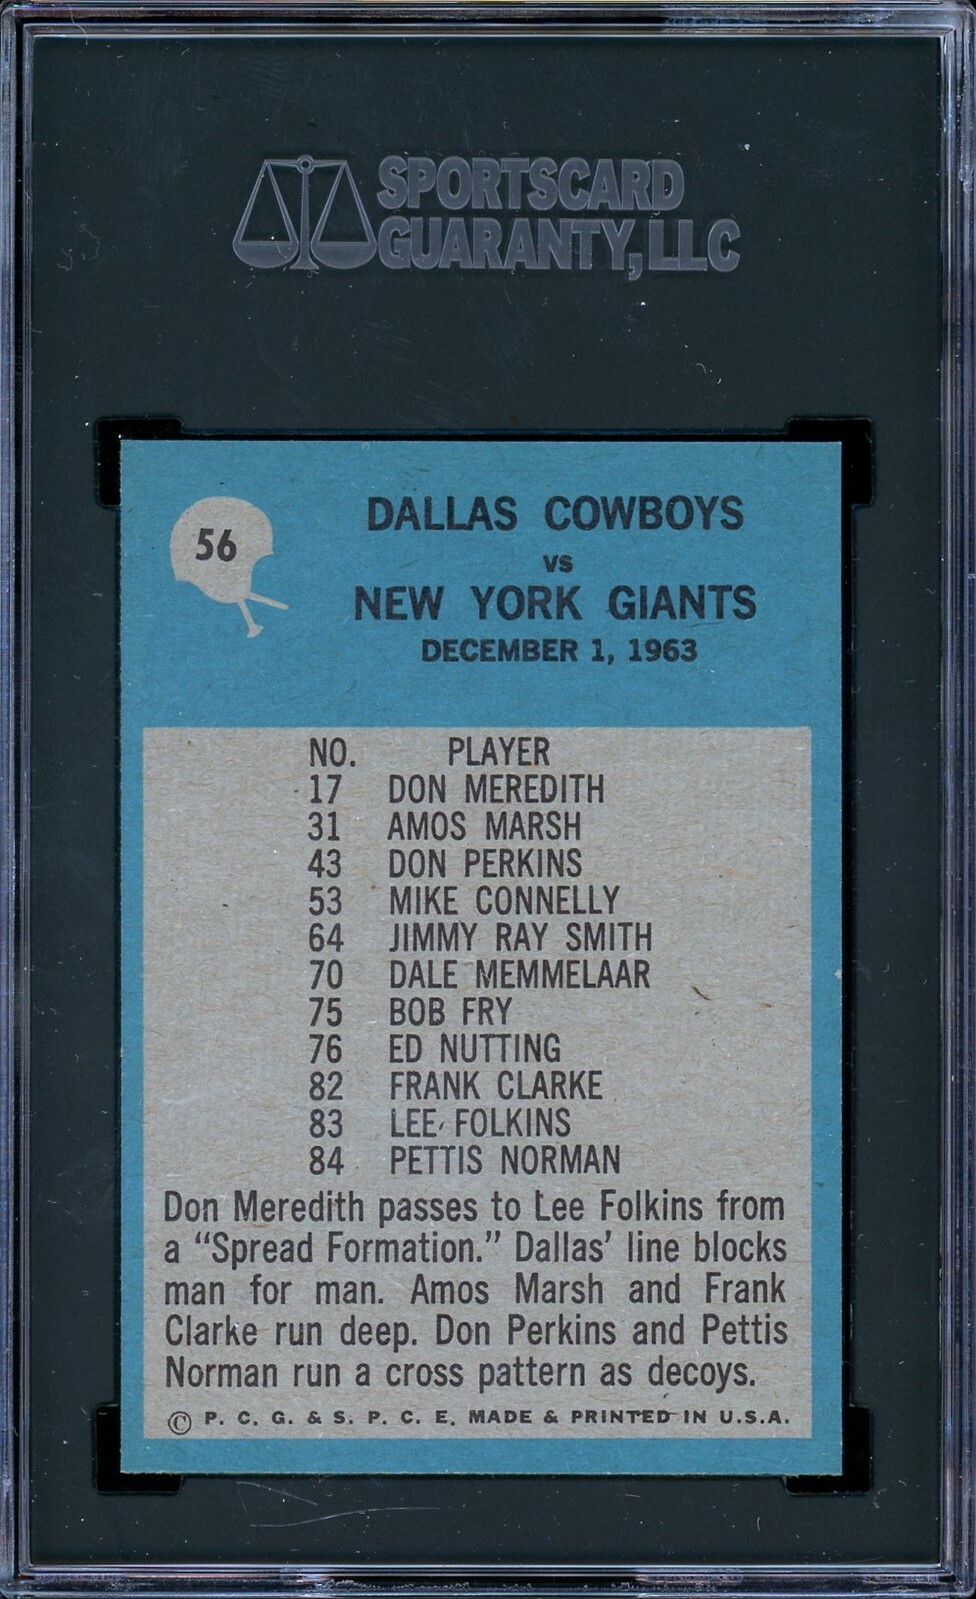 SPORTSCARD
GUARANTY, LLC
56
DALLAS COWBOYS
VS
NEW YORK GIANTS
DECEMBER 1, 1963
NO. PLAYER
17 DON MEREDITH
31 AMOS MARSH
43 DON PERKINS
53 MIKE CONNELLY
64 JIMMY RAY SMITH
70 DALE MEMMELAAR
75 BOB FRY
76 ED NUTTING
82 FRANK CLARKE
83 LEE FOLKINS
84 PETTIS NORMAN
Don Meredith passes to Lee Folkins from
a “Spread Formation.” Dallas’ line blocks
man for man. Amos Marsh and Frank
Clarke run deep. Don Perkins and Pettis
Norman run a cross pattern as decoys.
© P. C. G. & S. P. C. E. MADE & PRINTED IN U.S.A.